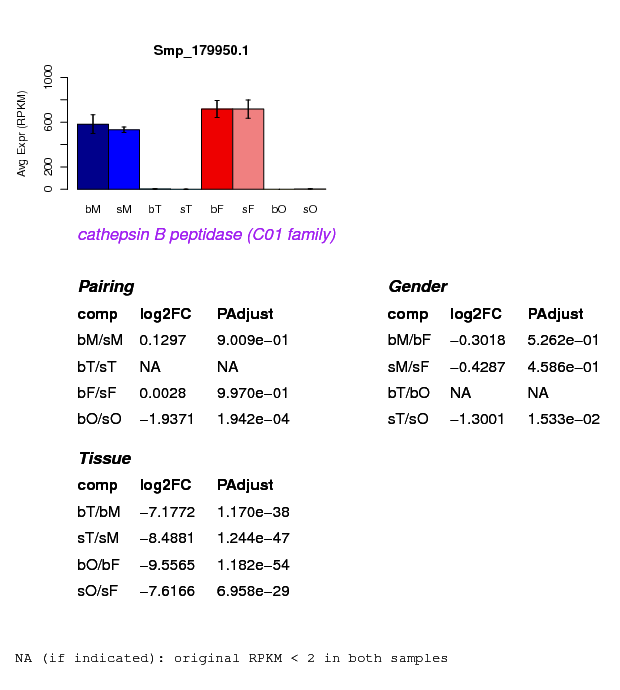 Smp_179950.1
Avg Expr (RPKM)
1000
600
200
0
bM sM bT sT bF sF bO sO
cathepsin B peptidase (C01 family)
Pairing
comp log2FC PAdjust
bM/sM 0.1297 9.009e−01
bT/sT NA NA
bF/sF 0.0028 9.970e−01
bO/sO −1.9371 1.942e−04
Gender
comp log2FC PAdjust
bM/bF −0.3018 5.262e−01
sM/sF −0.4287 4.586e−01
bT/bO NA NA
sT/sO −1.3001 1.533e−02
Tissue
comp log2FC PAdjust
bT/bM −7.1772 1.170e−38
sT/sM −8.4881 1.244e−47
bO/bF −9.5565 1.182e−54
sO/sF −7.6166 6.958e−29
NA (if indicated): original RPKM < 2 in both samples